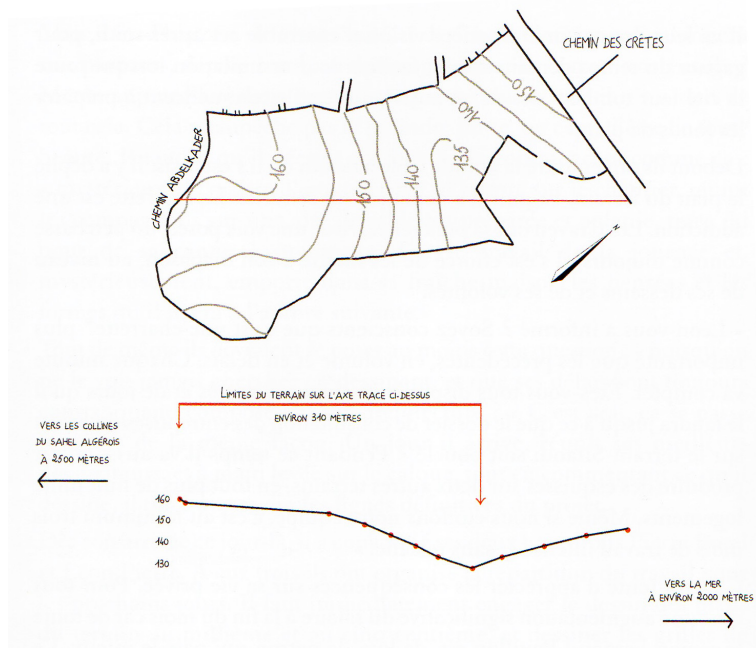 CHEMIN DES CRÊTES
150
140
CHEMIN ABDELKADER
160
150
140
135
N
LIMITES DU TERRAIN SUR L'AXE TRACÉ CI-DESSUS
ENVIRON 310 MÈTRES
VERS LES COLLINES
DU SAHEL ALGÉROIS
À 2500 MÈTRES
160
150
140
130
VERS LA MER
À ENVIRON 2000 MÈTRES